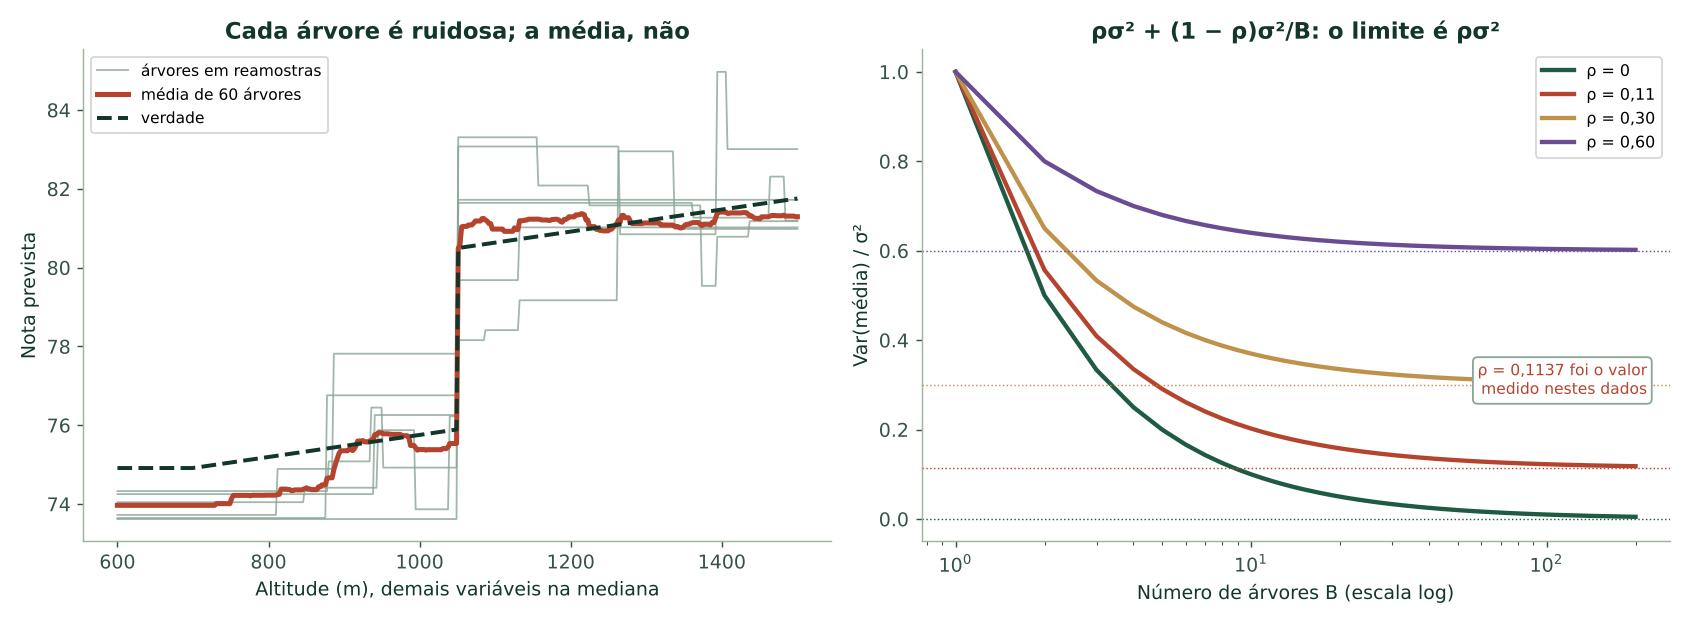 Cada árvore é ruidosa; a média, não
árvores em reamostras
média de 60 árvores
verdade
84
82
80
78
76
74
Nota prevista
600
800
1000
1200
1400
Altitude (m), demais variáveis na mediana
ρσ² + (1 − ρ)σ²/B: o limite é ρσ²
ρ = 0
ρ = 0,11
ρ = 0,30
ρ = 0,60
1.0
0.8
0.6
0.4
0.2
0.0
Var(média) / σ²
ρ = 0,1137 foi o valor
medido nestes dados
10⁰
10¹
10²
Número de árvores B (escala log)